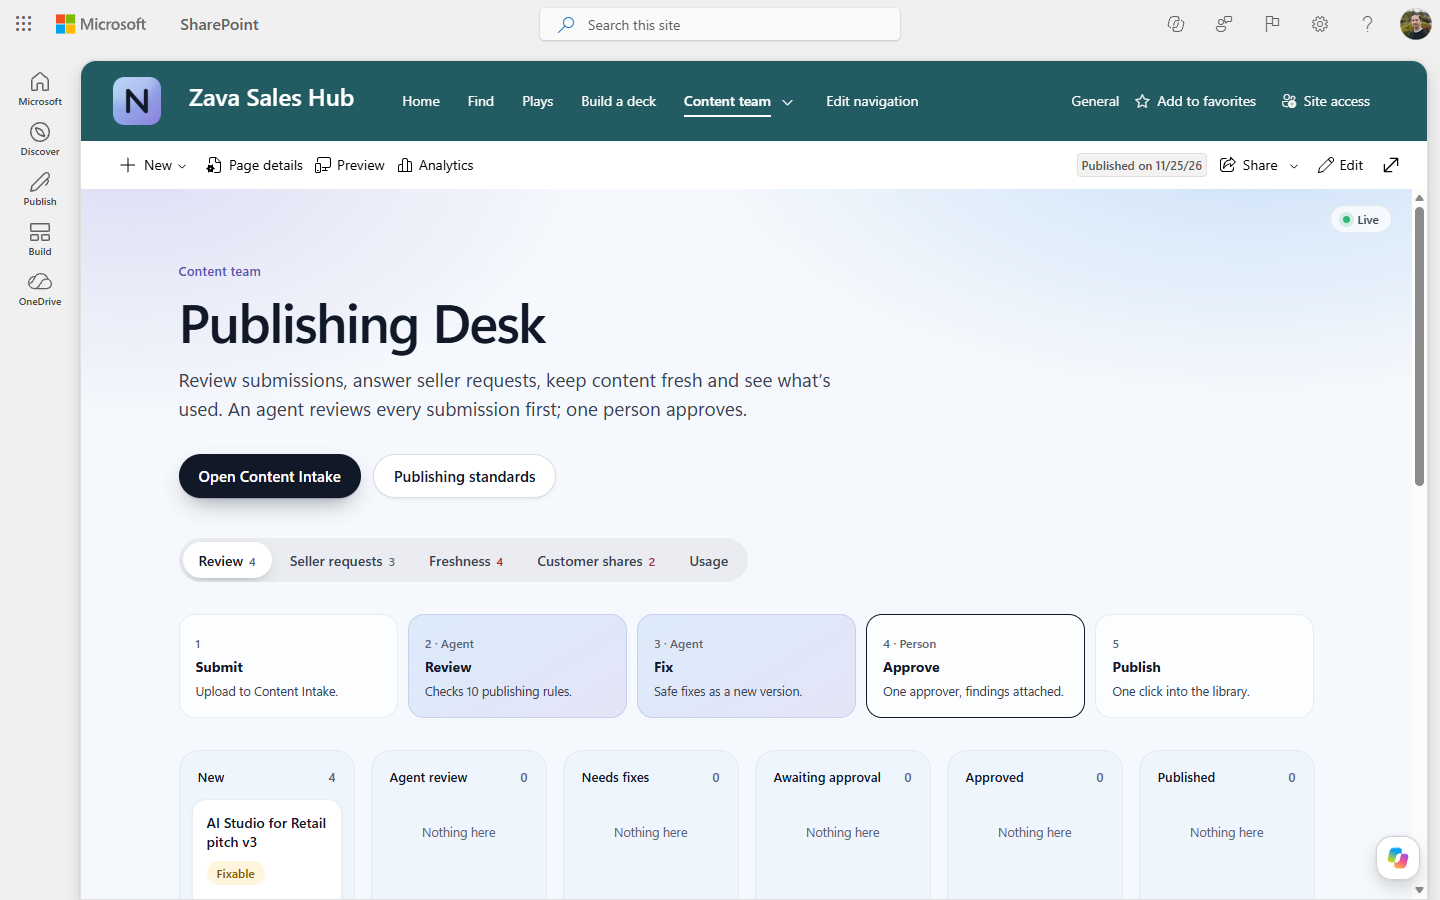 Microsoft
SharePoint
Search this site
Microsoft
Discover
Publish
Build
OneDrive
N
Zava Sales Hub
Home
Find
Plays
Build a deck
Content team
Edit navigation
General
Add to favorites
Site access
New
Page details
Preview
Analytics
Published on 11/25/26
Share
Edit
Live
Content team
Publishing Desk
Review submissions, answer seller requests, keep content fresh and see what’s
used. An agent reviews every submission first; one person approves.
Open Content Intake
Publishing standards
Review 4
Seller requests 3
Freshness 4
Customer shares 2
Usage
1
Submit
Upload to Content Intake.
2 · Agent
Review
Checks 10 publishing rules.
3 · Agent
Fix
Safe fixes as a new version.
4 · Person
Approve
One approver, findings attached.
5
Publish
One click into the library.
New 4
AI Studio for Retail
pitch v3
Fixable
Agent review 0
Nothing here
Needs fixes 0
Nothing here
Awaiting approval 0
Nothing here
Approved 0
Nothing here
Published 0
Nothing here